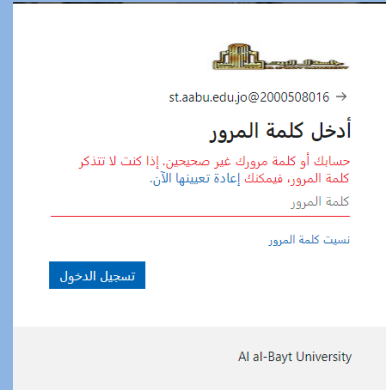 st.aabu.edu.jo@2000508016
أدخل كلمة المرور
حسابك أو كلمة مرورك غير صحيحين. إذا كنت لا تتذكر
كلمة المرور، فيمكنك إعادة تعيينها الآن.
كلمة المرور
نسيت كلمة المرور
تسجيل الدخول
Al al-Bayt University